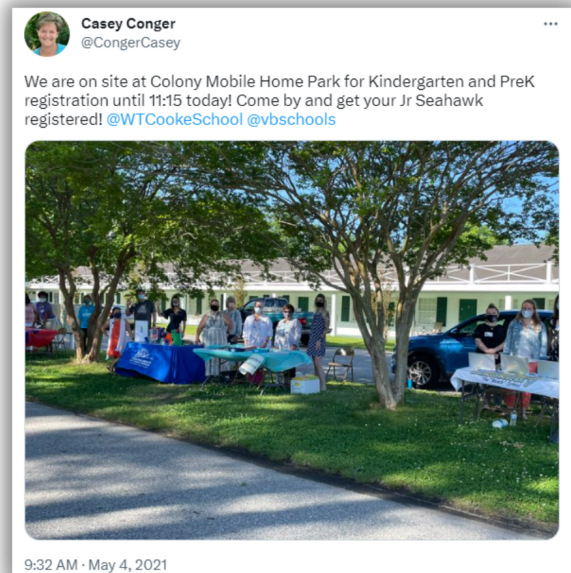 Casey Conger
@CongerCasey
We are on site at Colony Mobile Home Park for Kindergarten and PreK
registration until 11:15 today! Come by and get your Jr Seahawk
registered! @WTCookeSchool @vbschools
9:32 AM · May 4, 2021